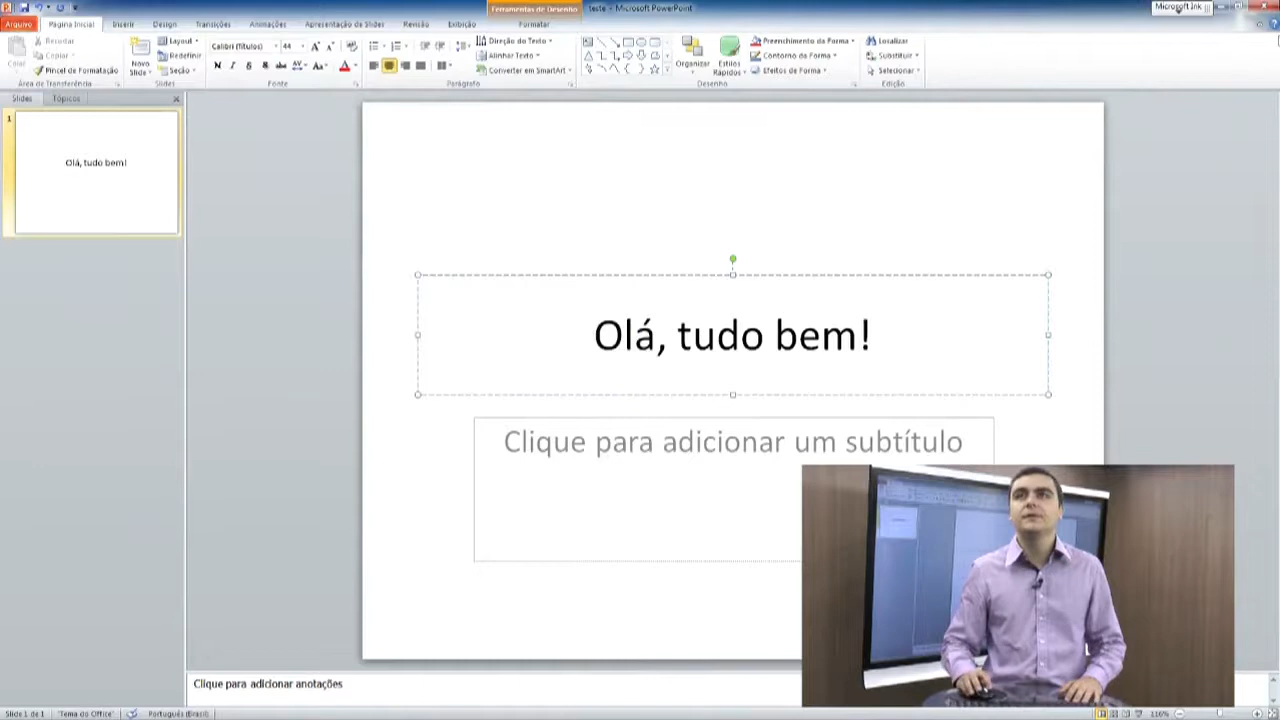 Ferramentas de Desenho
teste - Microsoft PowerPoint
Microsoft Ink
Arquivo
Página Inicial
Inserir
Design
Transições
Animações
Apresentação de Slides
Revisão
Exibição
Formatar
Colar
Recortar
Copiar
Pincel de Formatação
Área de Transferência
Novo
Slide
Layout
Redefinir
Seção
Slides
Calibri (Títulos)
44
Fonte
Direção do Texto
Alinhar Texto
Converter em SmartArt
Parágrafo
Organizar
Estilos
Rápidos
Preenchimento da Forma
Contorno da Forma
Efeitos de Forma
Desenho
Localizar
Substituir
Selecionar
Edição
Slides
Tópicos
1
Olá, tudo bem!
Olá, tudo bem!
Clique para adicionar um subtítulo
Clique para adicionar anotações
Slide 1 de 1
"Tema do Office"
Português (Brasil)
116%